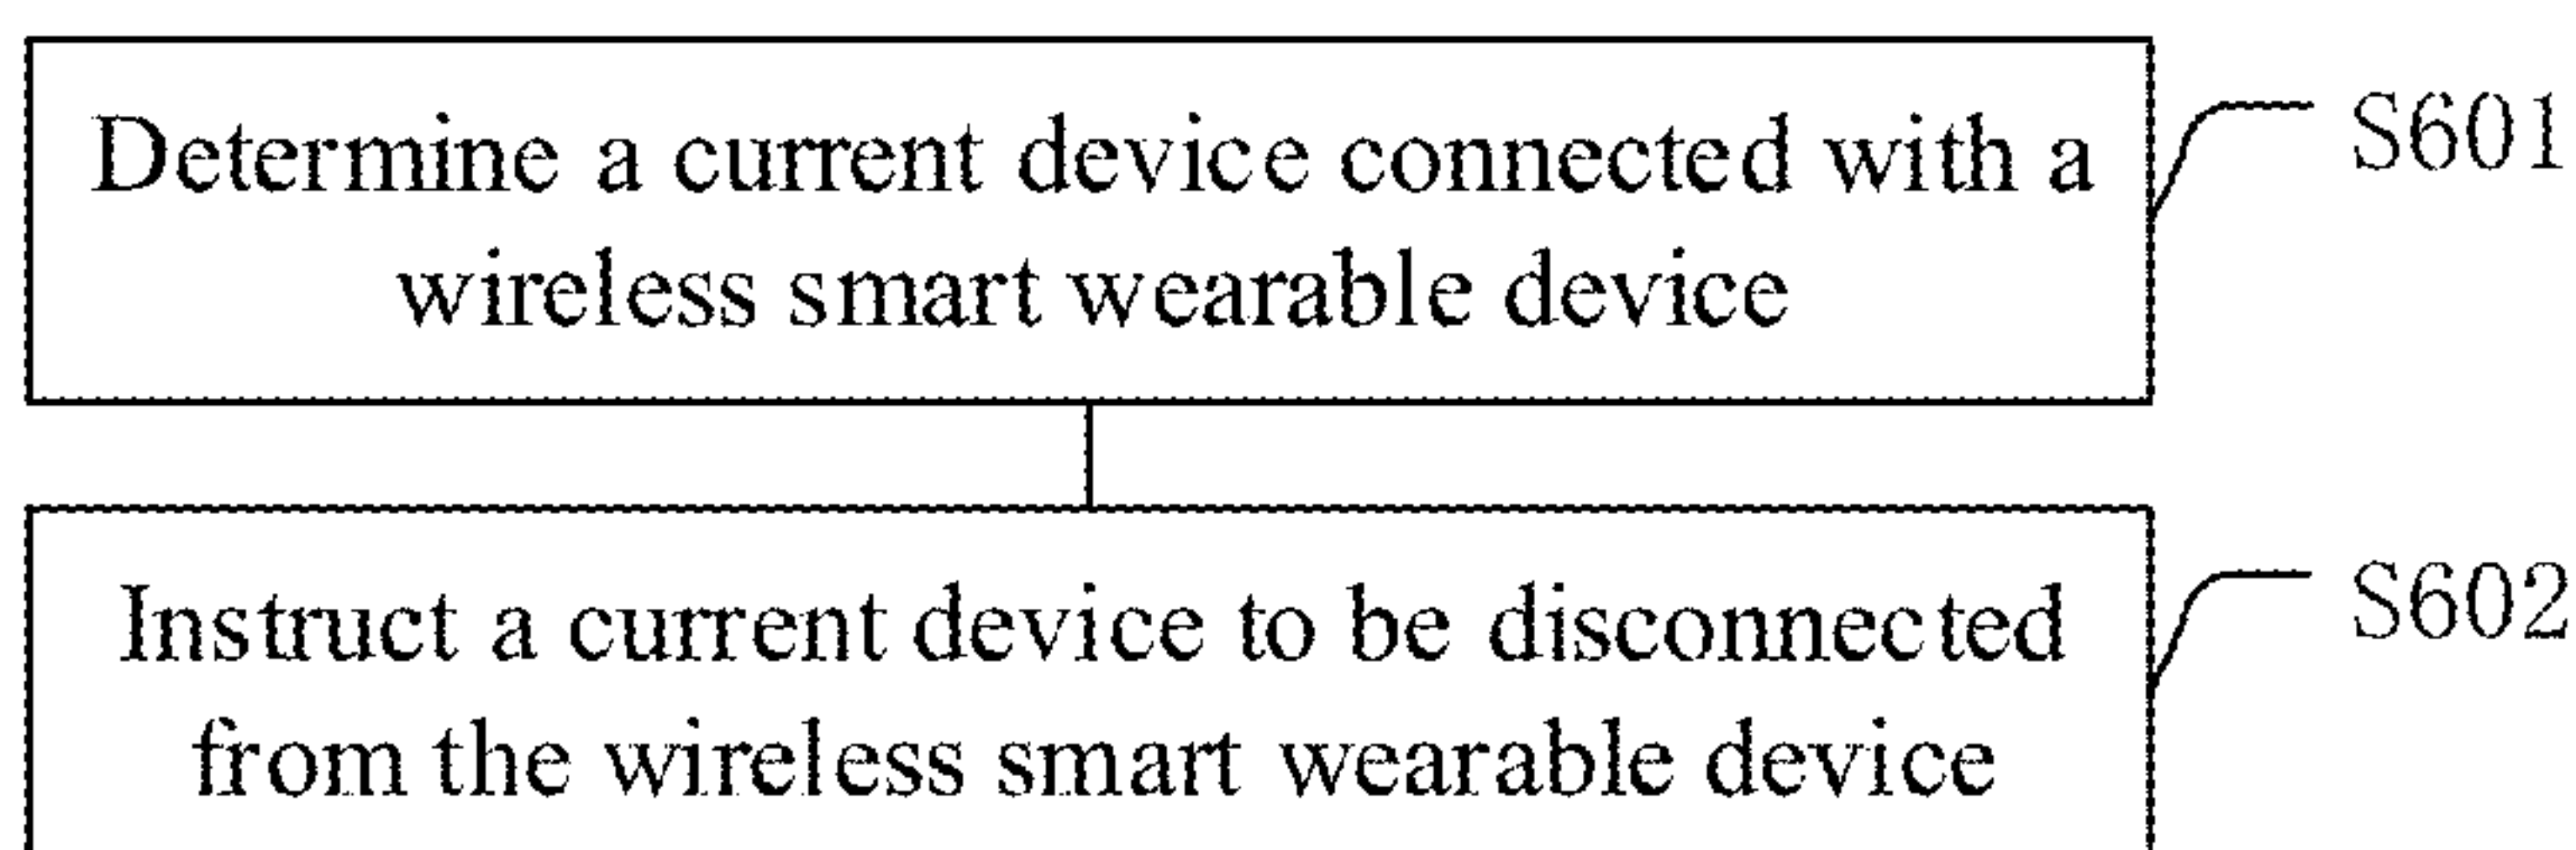 Determine a current device connected with a
wireless smart wearable device
S601
Instruct a current device to be disconnected
from the wireless smart wearable device
S602